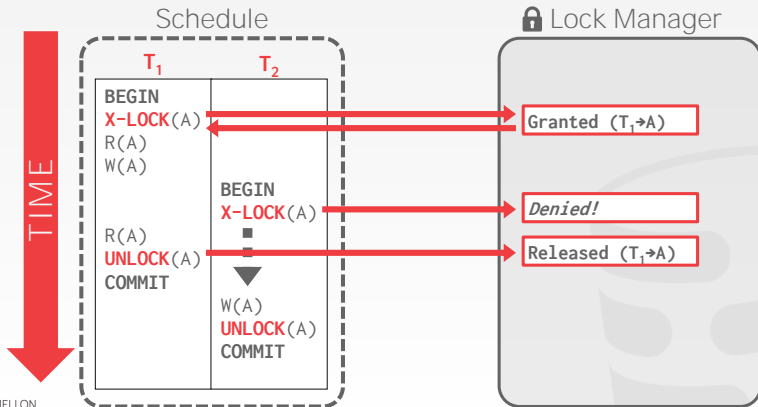 Schedule
Lock Manager
TIME
T1
T2
BEGIN
X-LOCK(A)
R(A)
W(A)
Granted (T1→A)
BEGIN
X-LOCK(A)
Denied!
R(A)
UNLOCK(A)
COMMIT
Released (T1→A)
W(A)
UNLOCK(A)
COMMIT